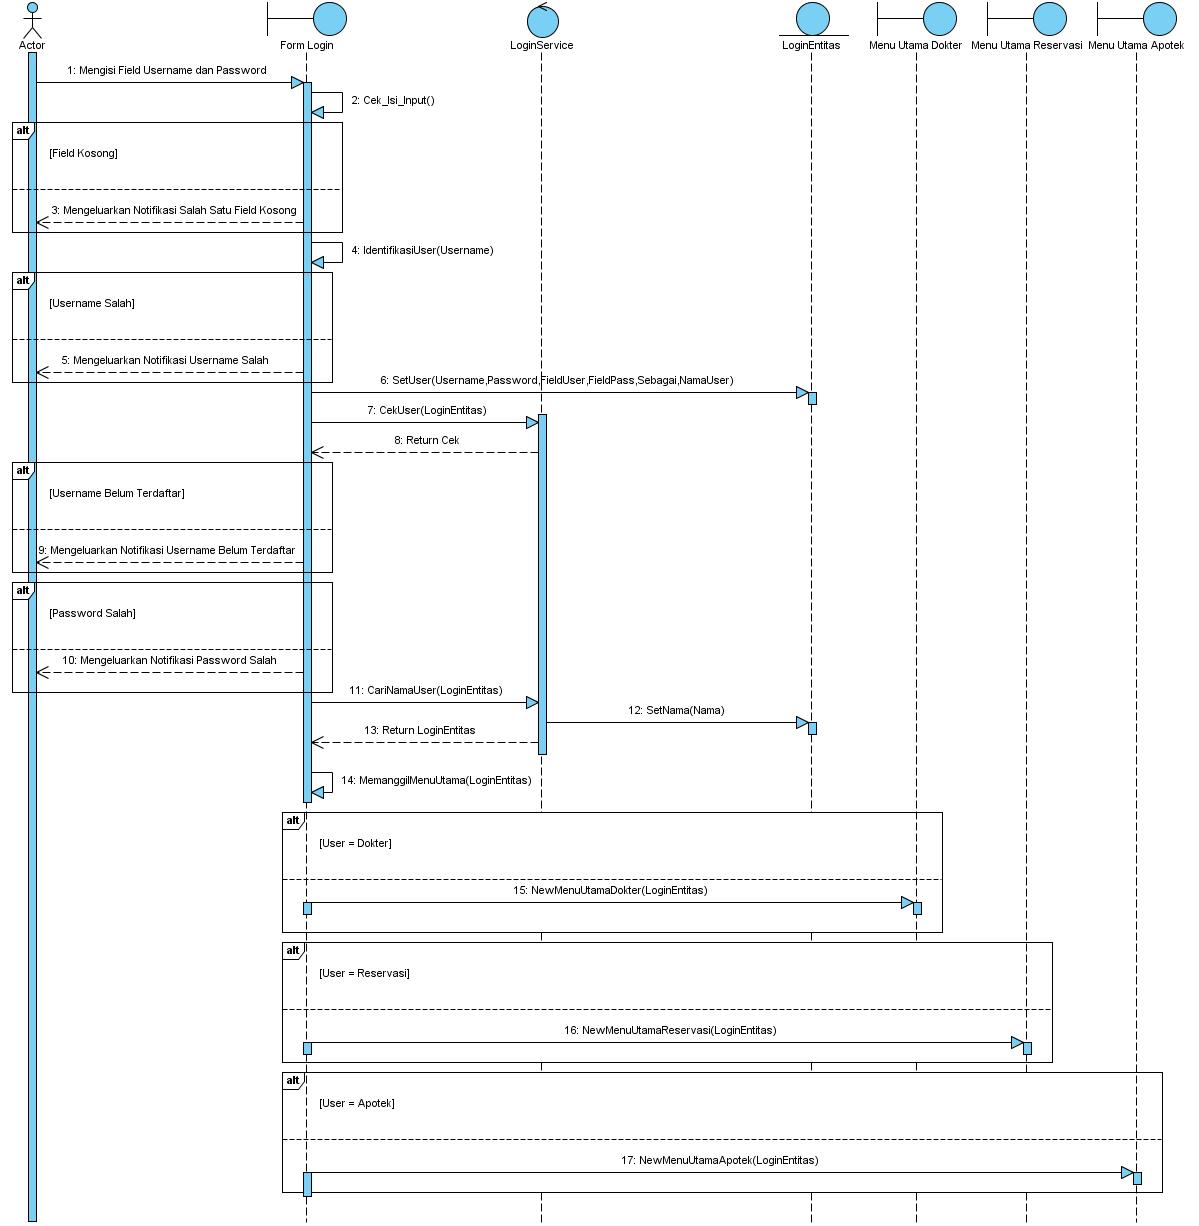 Actor
Form Login
LoginService
LoginEntitas
Menu Utama Dokter
Menu Utama Reservasi
Menu Utama Apotek
1: Mengisi Field Username dan Password
2: Cek_Isi_Input()
alt
[Field Kosong]
3: Mengeluarkan Notifikasi Salah Satu Field Kosong
4: IdentifikasiUser(Username)
alt
[Username Salah]
5: Mengeluarkan Notifikasi Username Salah
6: SetUser(Username,Password,FieldUser,FieldPass,Sebagai,NamaUser)
7: CekUser(LoginEntitas)
8: Return Cek
alt
[Username Belum Terdaftar]
9: Mengeluarkan Notifikasi Username Belum Terdaftar
alt
[Password Salah]
10: Mengeluarkan Notifikasi Password Salah
11: CariNamaUser(LoginEntitas)
12: SetNama(Nama)
13: Return LoginEntitas
14: MemanggilMenuUtama(LoginEntitas)
alt
[User = Dokter]
15: NewMenuUtamaDokter(LoginEntitas)
alt
[User = Reservasi]
16: NewMenuUtamaReservasi(LoginEntitas)
alt
[User = Apotek]
17: NewMenuUtamaApotek(LoginEntitas)